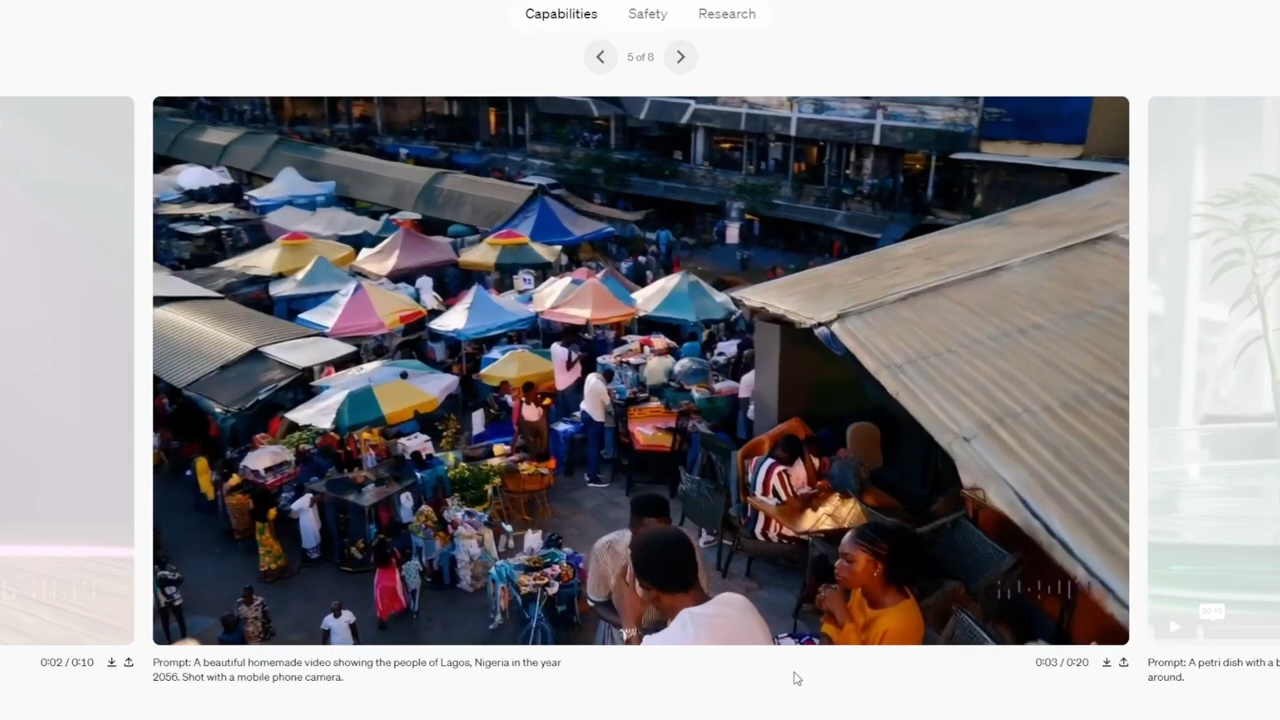 Capabilities Safety Research
5 of 8
0:02 / 0:10
Prompt: A beautiful homemade video showing the people of Lagos, Nigeria in the year
2056. Shot with a mobile phone camera.
0:03 / 0:20
Prompt: A petri dish with a b
around.
00:10